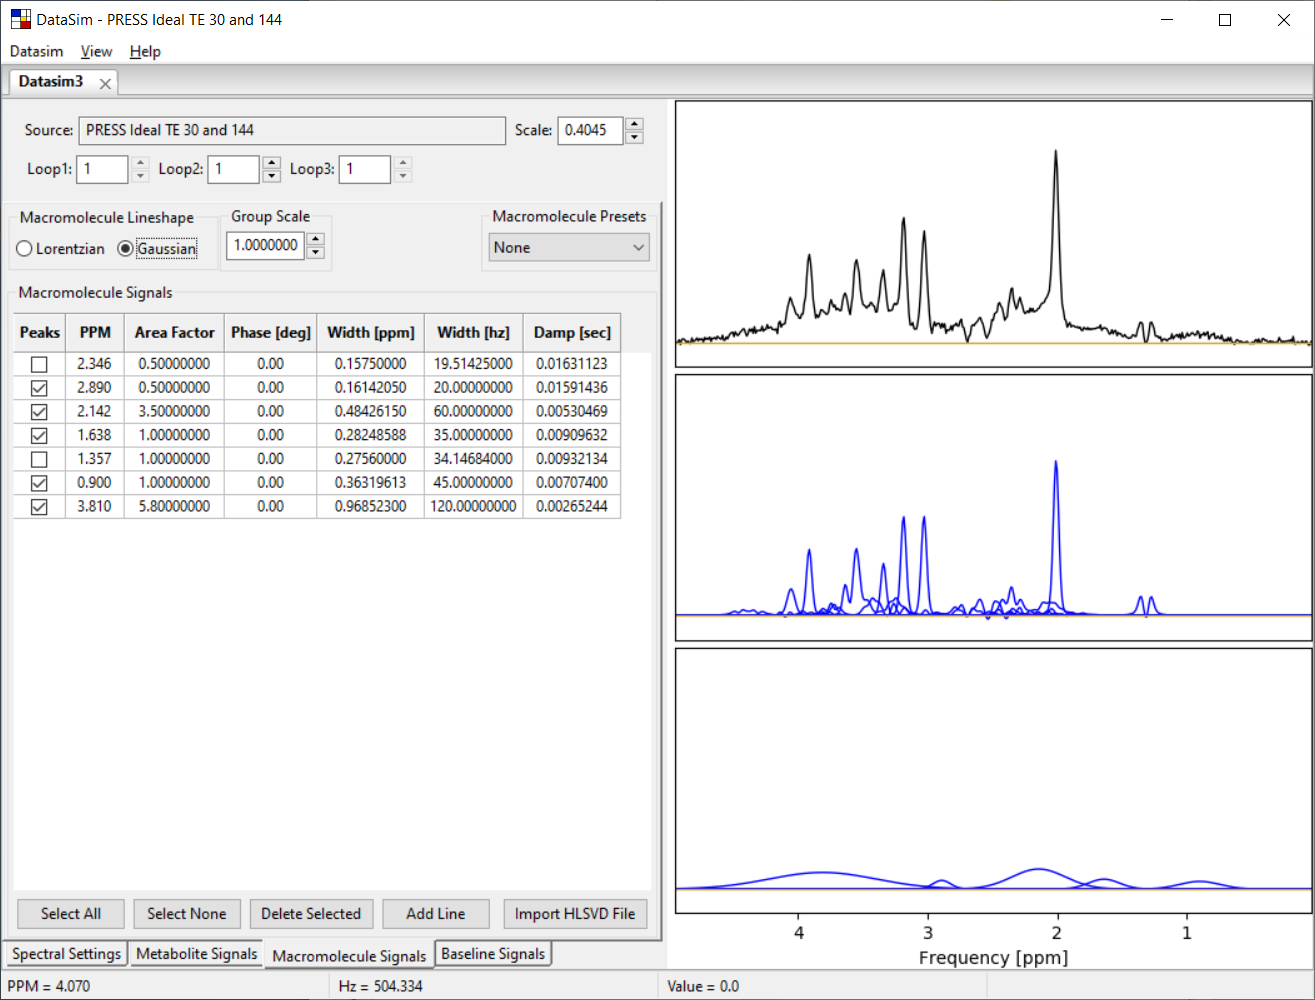 DataSim - PRESS Ideal TE 30 and 144
Datasim View Help
Datasim3
Source: PRESS Ideal TE 30 and 144 Scale: 0.4045
Loop1: 1 Loop2: 1 Loop3: 1
Macromolecule Lineshape Group Scale Macromolecule Presets
Lorentzian Gaussian 1.0000000 None
Macromolecule Signals
Peaks PPM Area Factor Phase [deg] Width [ppm] Width [hz] Damp [sec]
2.346 0.50000000 0.00 0.15750000 19.51425000 0.01631123
2.890 0.50000000 0.00 0.16142050 20.00000000 0.01591436
2.142 3.50000000 0.00 0.48426150 60.00000000 0.00530469
1.638 1.00000000 0.00 0.28248588 35.00000000 0.00909632
1.357 1.00000000 0.00 0.27560000 34.14684000 0.00932134
0.900 1.00000000 0.00 0.36319613 45.00000000 0.00707400
3.810 5.80000000 0.00 0.96852300 120.00000000 0.00265244
Select All Select None Delete Selected Add Line Import HLSVD File
Spectral Settings Metabolite Signals Macromolecule Signals Baseline Signals
4 3 2 1
Frequency [ppm]
PPM = 4.070 Hz = 504.334 Value = 0.0